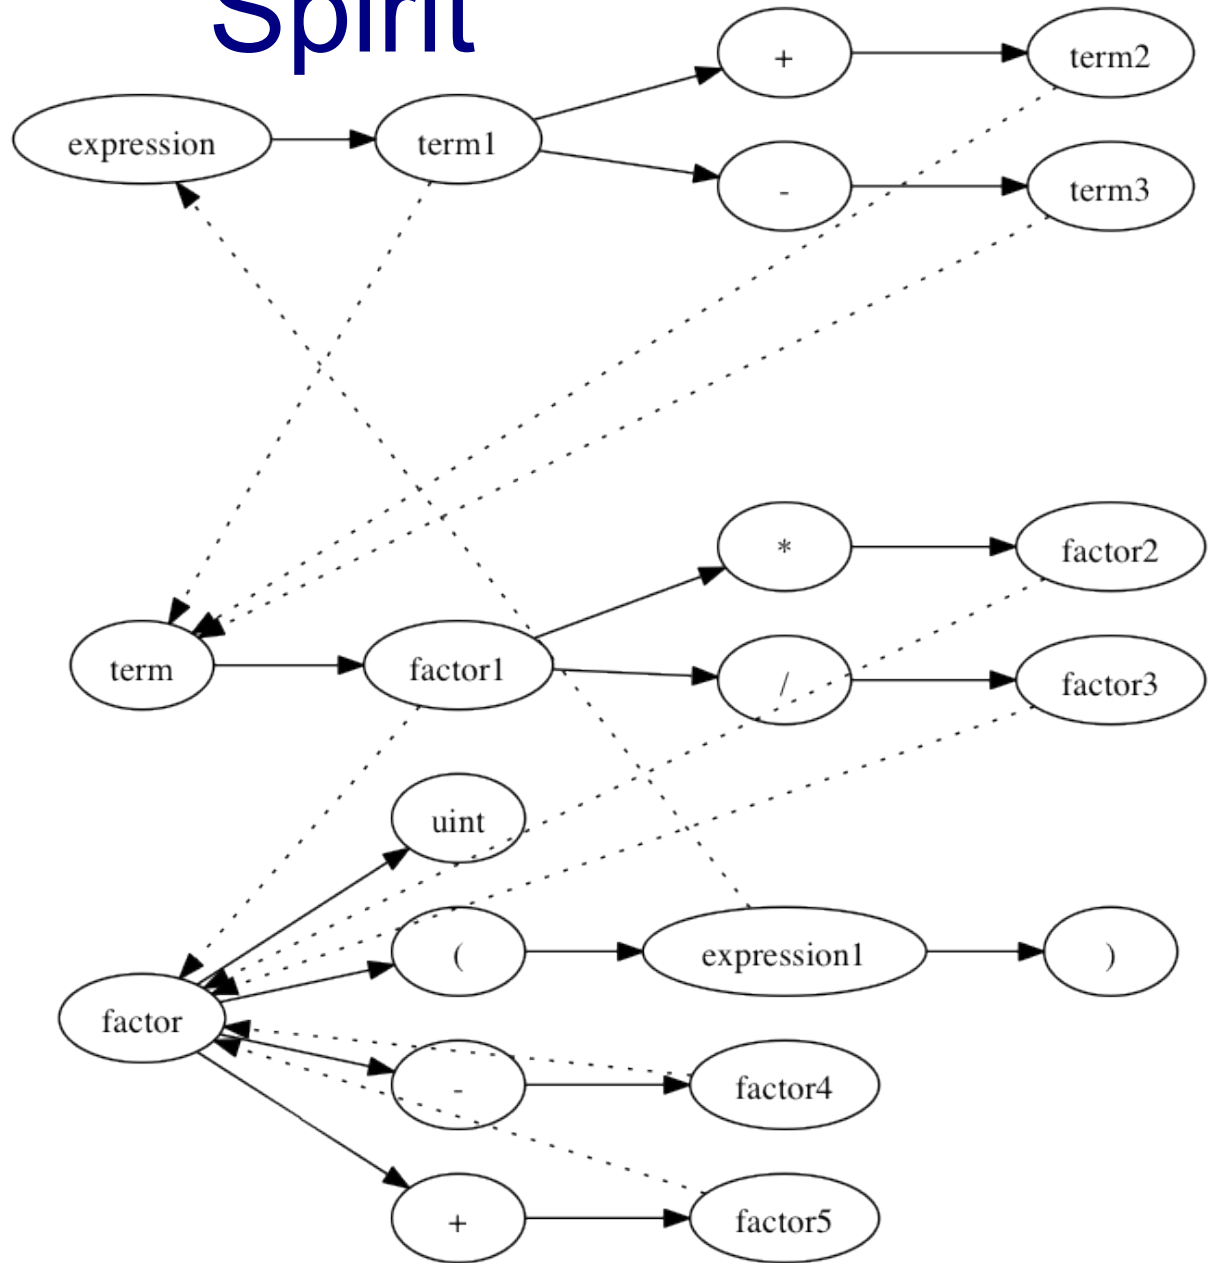 Spirit
+
term2
expression
term1
-
term3
*
factor2
term
factor1
/
factor3
uint
(
expression1
)
factor
-
factor4
+
factor5